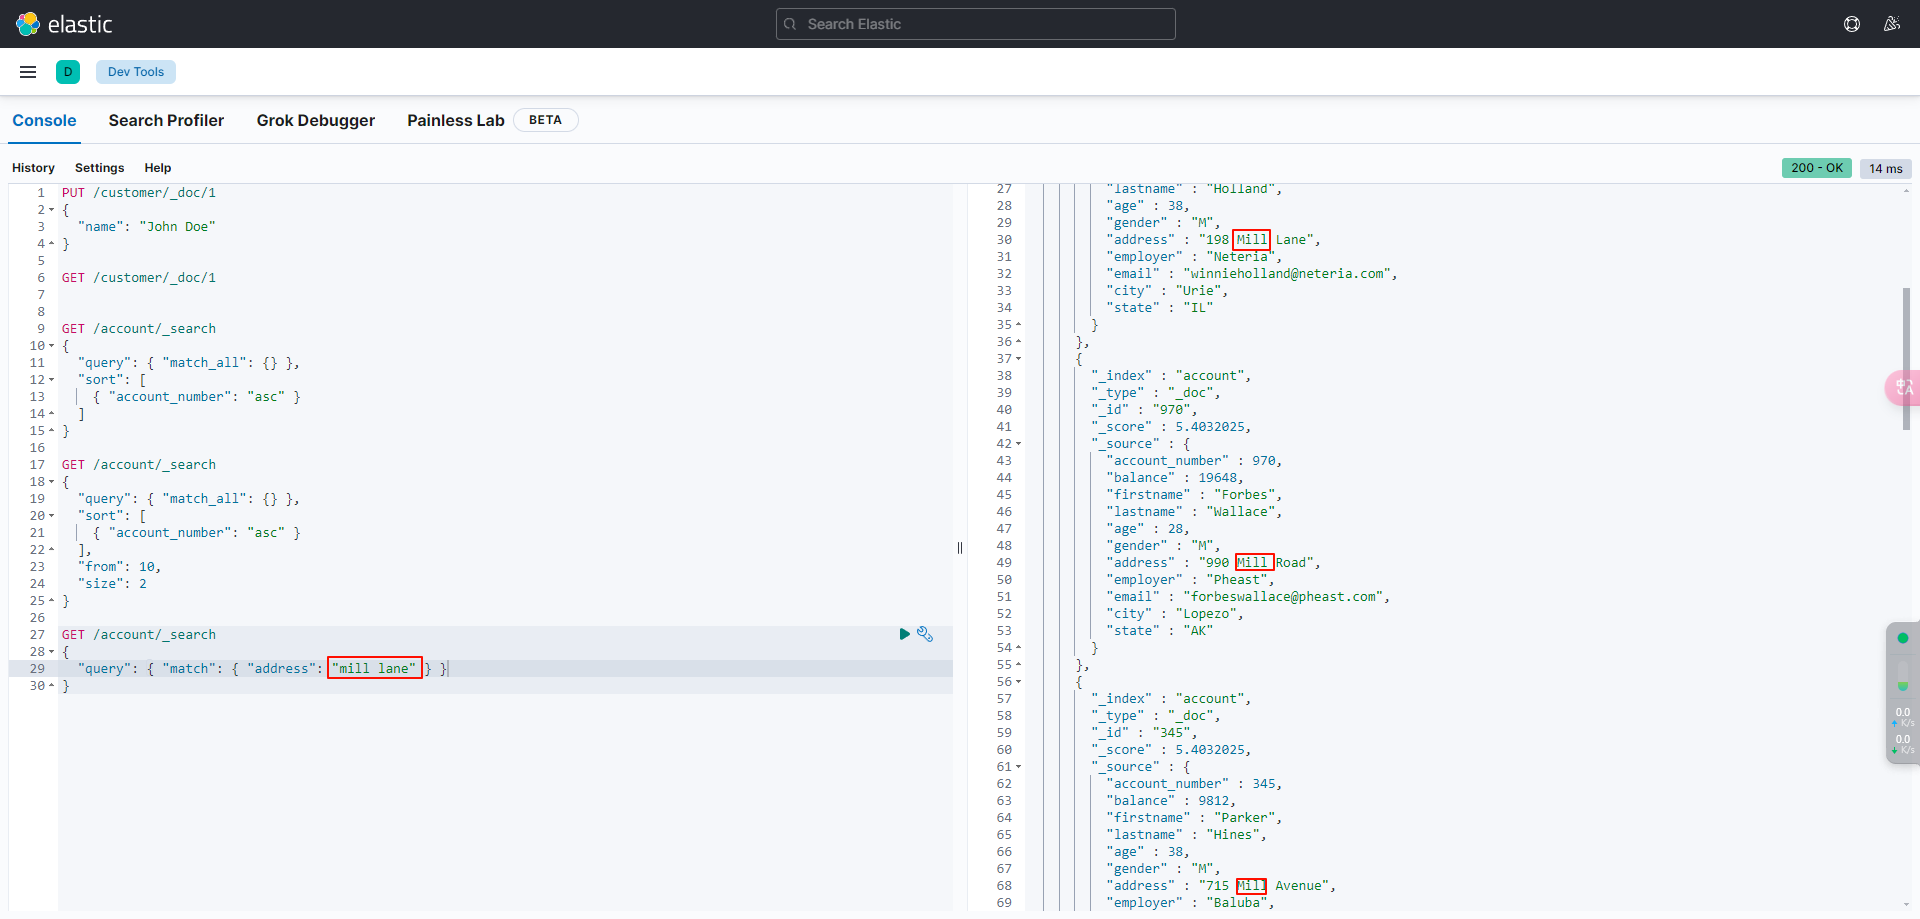 elastic
Search Elastic
D
Dev Tools
Console
Search Profiler
Grok Debugger
Painless Lab
BETA
History
Settings
Help
200 - OK
14 ms
1 PUT /customer/_doc/1
2 {
3 "name": "John Doe"
4 }
5
6 GET /customer/_doc/1
7
8
9 GET /account/_search
10 {
11 "query": { "match_all": {} },
12 "sort": [
13 { "account_number": "asc" }
14 ]
15 }
16
17 GET /account/_search
18 {
19 "query": { "match_all": {} },
20 "sort": [
21 { "account_number": "asc" }
22 ],
23 "from": 10,
24 "size": 2
25 }
26
27 GET /account/_search
28 {
29 "query": { "match": { "address": "mill lane" } }
30 }
27 "lastname" : "Holland",
28 "age" : 38,
29 "gender" : "M",
30 "address" : "198 Mill Lane",
31 "employer" : "Neteria",
32 "email" : "winnieholland@neteria.com",
33 "city" : "Urie",
34 "state" : "IL"
35 }
36 },
37 {
38 "_index" : "account",
39 "_type" : "_doc",
40 "_id" : "970",
41 "_score" : 5.4032025,
42 "_source" : {
43 "account_number" : 970,
44 "balance" : 19648,
45 "firstname" : "Forbes",
46 "lastname" : "Wallace",
47 "age" : 28,
48 "gender" : "M",
49 "address" : "990 Mill Road",
50 "employer" : "Pheast",
51 "email" : "forbeswallace@pheast.com",
52 "city" : "Lopezo",
53 "state" : "AK"
54 }
55 },
56 {
57 "_index" : "account",
58 "_type" : "_doc",
59 "_id" : "345",
60 "_score" : 5.4032025,
61 "_source" : {
62 "account_number" : 345,
63 "balance" : 9812,
64 "firstname" : "Parker",
65 "lastname" : "Hines",
66 "age" : 38,
67 "gender" : "M",
68 "address" : "715 Mill Avenue",
69 "employer" : "Baluba",
0.0
K/s
0.0
K/s